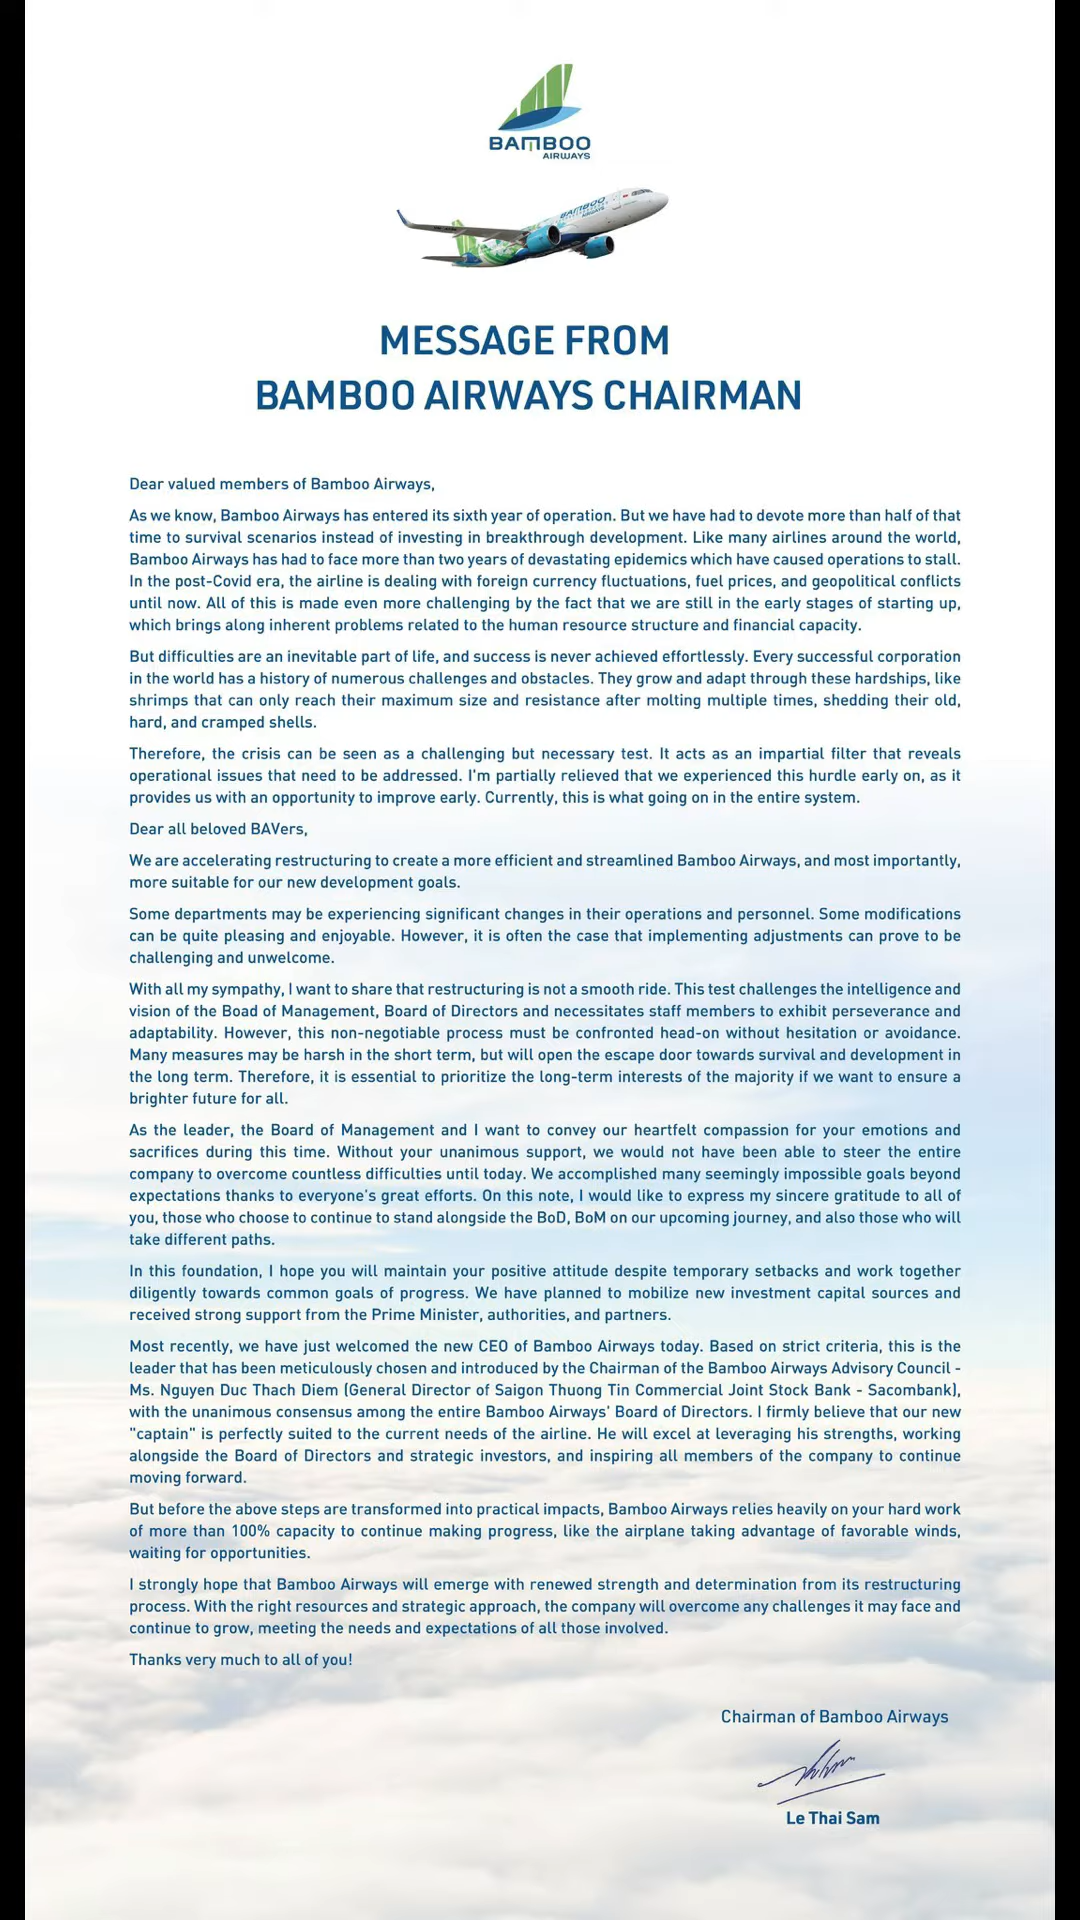 BAMBOO
AIRWAYS
BAMBOO
AIRWAYS
MESSAGE FROM
BAMBOO AIRWAYS CHAIRMAN
Dear valued members of Bamboo Airways,
As we know, Bamboo Airways has entered its sixth year of operation. But we have had to devote more than half of that
time to survival scenarios instead of investing in breakthrough development. Like many airlines around the world,
Bamboo Airways has had to face more than two years of devastating epidemics which have caused operations to stall.
In the post-Covid era, the airline is dealing with foreign currency fluctuations, fuel prices, and geopolitical conflicts
until now. All of this is made even more challenging by the fact that we are still in the early stages of starting up,
which brings along inherent problems related to the human resource structure and financial capacity.
But difficulties are an inevitable part of life, and success is never achieved effortlessly. Every successful corporation
in the world has a history of numerous challenges and obstacles. They grow and adapt through these hardships, like
shrimps that can only reach their maximum size and resistance after molting multiple times, shedding their old,
hard, and cramped shells.
Therefore, the crisis can be seen as a challenging but necessary test. It acts as an impartial filter that reveals
operational issues that need to be addressed. I'm partially relieved that we experienced this hurdle early on, as it
provides us with an opportunity to improve early. Currently, this is what going on in the entire system.
Dear all beloved BAVers,
We are accelerating restructuring to create a more efficient and streamlined Bamboo Airways, and most importantly,
more suitable for our new development goals.
Some departments may be experiencing significant changes in their operations and personnel. Some modifications
can be quite pleasing and enjoyable. However, it is often the case that implementing adjustments can prove to be
challenging and unwelcome.
With all my sympathy, I want to share that restructuring is not a smooth ride. This test challenges the intelligence and
vision of the Boad of Management, Board of Directors and necessitates staff members to exhibit perseverance and
adaptability. However, this non-negotiable process must be confronted head-on without hesitation or avoidance.
Many measures may be harsh in the short term, but will open the escape door towards survival and development in
the long term. Therefore, it is essential to prioritize the long-term interests of the majority if we want to ensure a
brighter future for all.
As the leader, the Board of Management and I want to convey our heartfelt compassion for your emotions and
sacrifices during this time. Without your unanimous support, we would not have been able to steer the entire
company to overcome countless difficulties until today. We accomplished many seemingly impossible goals beyond
expectations thanks to everyone's great efforts. On this note, I would like to express my sincere gratitude to all of
you, those who choose to continue to stand alongside the BoD, BoM on our upcoming journey, and also those who will
take different paths.
In this foundation, I hope you will maintain your positive attitude despite temporary setbacks and work together
diligently towards common goals of progress. We have planned to mobilize new investment capital sources and
received strong support from the Prime Minister, authorities, and partners.
Most recently, we have just welcomed the new CEO of Bamboo Airways today. Based on strict criteria, this is the
leader that has been meticulously chosen and introduced by the Chairman of the Bamboo Airways Advisory Council -
Ms. Nguyen Duc Thach Diem (General Director of Saigon Thuong Tin Commercial Joint Stock Bank - Sacombank),
with the unanimous consensus among the entire Bamboo Airways' Board of Directors. I firmly believe that our new
"captain" is perfectly suited to the current needs of the airline. He will excel at leveraging his strengths, working
alongside the Board of Directors and strategic investors, and inspiring all members of the company to continue
moving forward.
But before the above steps are transformed into practical impacts, Bamboo Airways relies heavily on your hard work
of more than 100% capacity to continue making progress, like the airplane taking advantage of favorable winds,
waiting for opportunities.
I strongly hope that Bamboo Airways will emerge with renewed strength and determination from its restructuring
process. With the right resources and strategic approach, the company will overcome any challenges it may face and
continue to grow, meeting the needs and expectations of all those involved.
Thanks very much to all of you!
Chairman of Bamboo Airways
Le Thai Sam